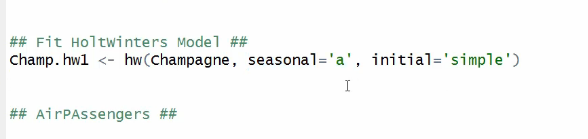 ## Fit HoltWinters Model ##
Champ.hw1 <- hw(Champagne, seasonal='a', initial='simple')
## AirPAssengers ##